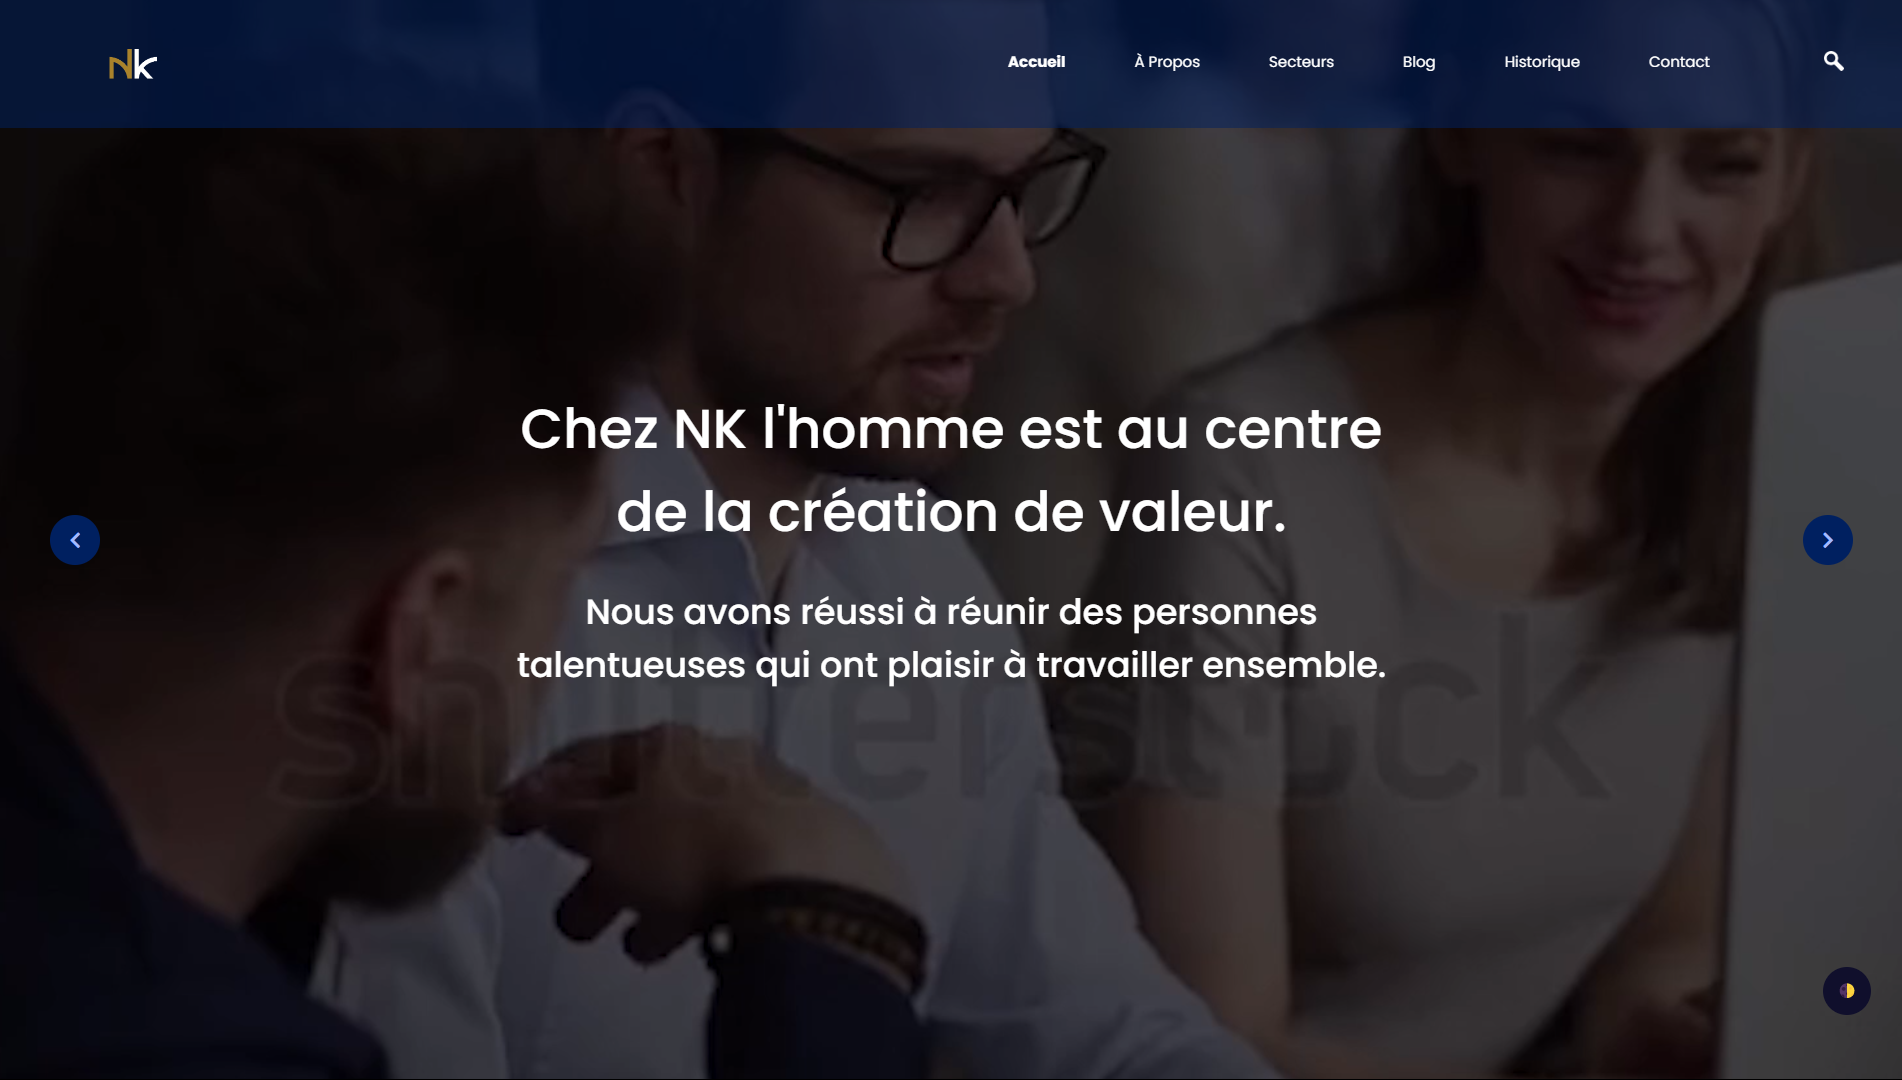 Nk
Accueil
À Propos
Secteurs
Blog
Historique
Contact
Chez NK l'homme est au centre
de la création de valeur.
Nous avons réussi à réunir des personnes
talentueuses qui ont plaisir à travailler ensemble.
shutterstock